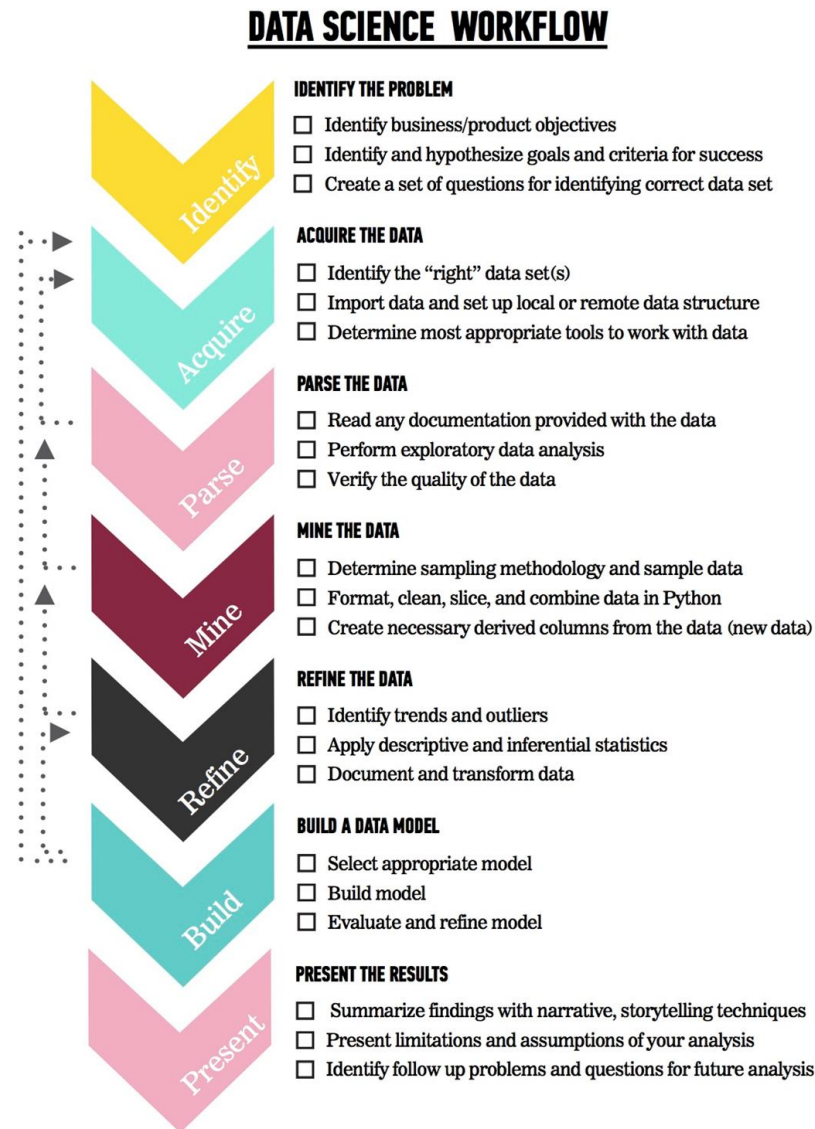 DATA SCIENCE WORKFLOW
IDENTIFY THE PROBLEM
Identify business/product objectives
Identify and hypothesize goals and criteria for success
Create a set of questions for identifying correct data set
Identify
ACQUIRE THE DATA
Identify the “right” data set(s)
Import data and set up local or remote data structure
Determine most appropriate tools to work with data
Acquire
PARSE THE DATA
Read any documentation provided with the data
Perform exploratory data analysis
Verify the quality of the data
Parse
MINE THE DATA
Determine sampling methodology and sample data
Format, clean, slice, and combine data in Python
Create necessary derived columns from the data (new data)
Mine
REFINE THE DATA
Identify trends and outliers
Apply descriptive and inferential statistics
Document and transform data
Refine
BUILD A DATA MODEL
Select appropriate model
Build model
Evaluate and refine model
Build
PRESENT THE RESULTS
Summarize findings with narrative, storytelling techniques
Present limitations and assumptions of your analysis
Identify follow up problems and questions for future analysis
Present